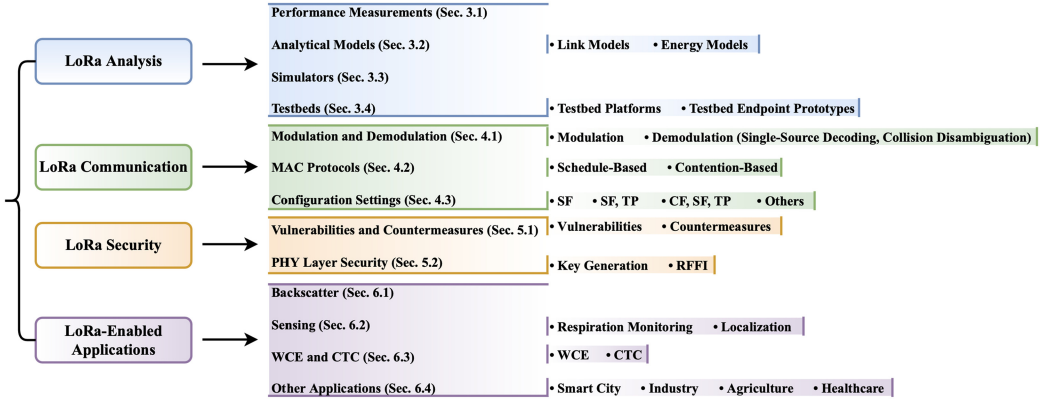 LoRa Analysis
Performance Measurements (Sec. 3.1)
Analytical Models (Sec. 3.2)
• Link Models • Energy Models
Simulators (Sec. 3.3)
Testbeds (Sec. 3.4)
• Testbed Platforms • Testbed Endpoint Prototypes
LoRa Communication
Modulation and Demodulation (Sec. 4.1)
• Modulation • Demodulation (Single-Source Decoding, Collision Disambiguation)
MAC Protocols (Sec. 4.2)
• Schedule-Based • Contention-Based
Configuration Settings (Sec. 4.3)
• SF • SF, TP • CF, SF, TP • Others
LoRa Security
Vulnerabilities and Countermeasures (Sec. 5.1)
• Vulnerabilities • Countermeasures
PHY Layer Security (Sec. 5.2)
• Key Generation • RFFI
LoRa-Enabled
Applications
Backscatter (Sec. 6.1)
Sensing (Sec. 6.2)
• Respiration Monitoring • Localization
WCE and CTC (Sec. 6.3)
• WCE • CTC
Other Applications (Sec. 6.4)
• Smart City • Industry • Agriculture • Healthcare